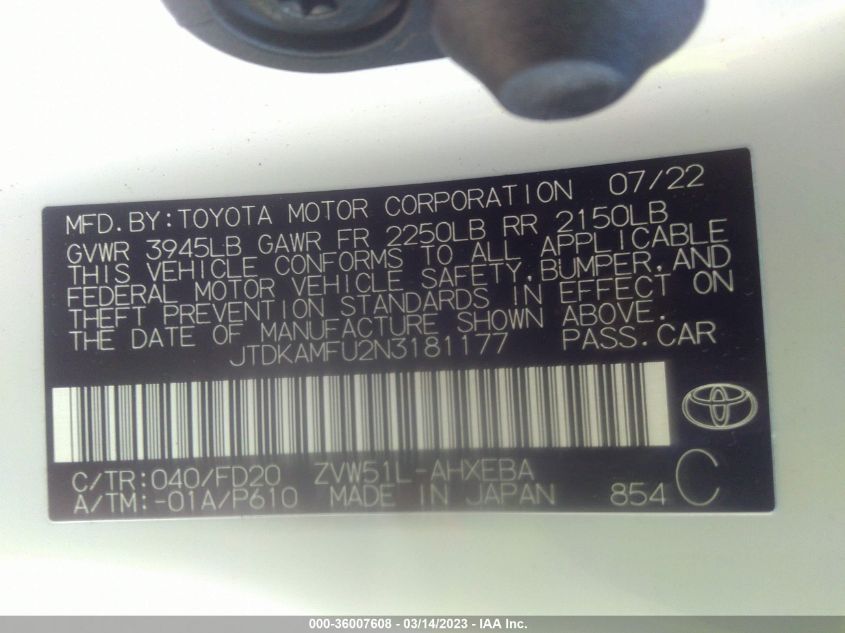 MFD.BY:TOYOTA MOTOR CORPORATION 07/22
GVWR 3945LB GAWR FR 2250LB RR 2150LB
THIS VEHICLE CONFORMS TO ALL APPLICABLE
FEDERAL MOTOR VEHICLE SAFETY,BUMPER,AND
THEFT PREVENTION STANDARDS IN EFFECT ON
THE DATE OF MANUFACTURE SHOWN ABOVE.
JTDKAMFU2N3181177 PASS.CAR
C/TR:040/FD20 ZVW51L-AHXEBA
A/TM:-01A/P610 MADE IN JAPAN 854 C
000-36007608 - 03/14/2023 - IAA Inc.